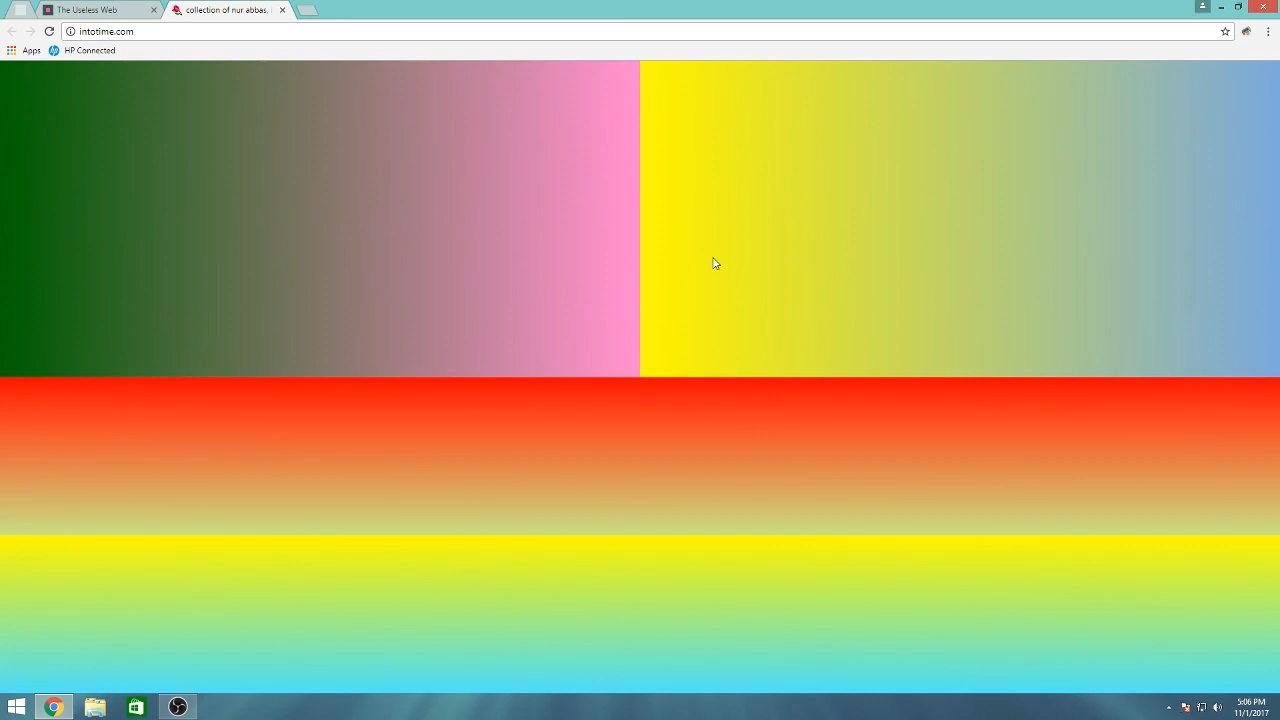 The Useless Web
collection of nur abbas,
intotime.com
Apps
HP Connected
5:06 PM
11/1/2017